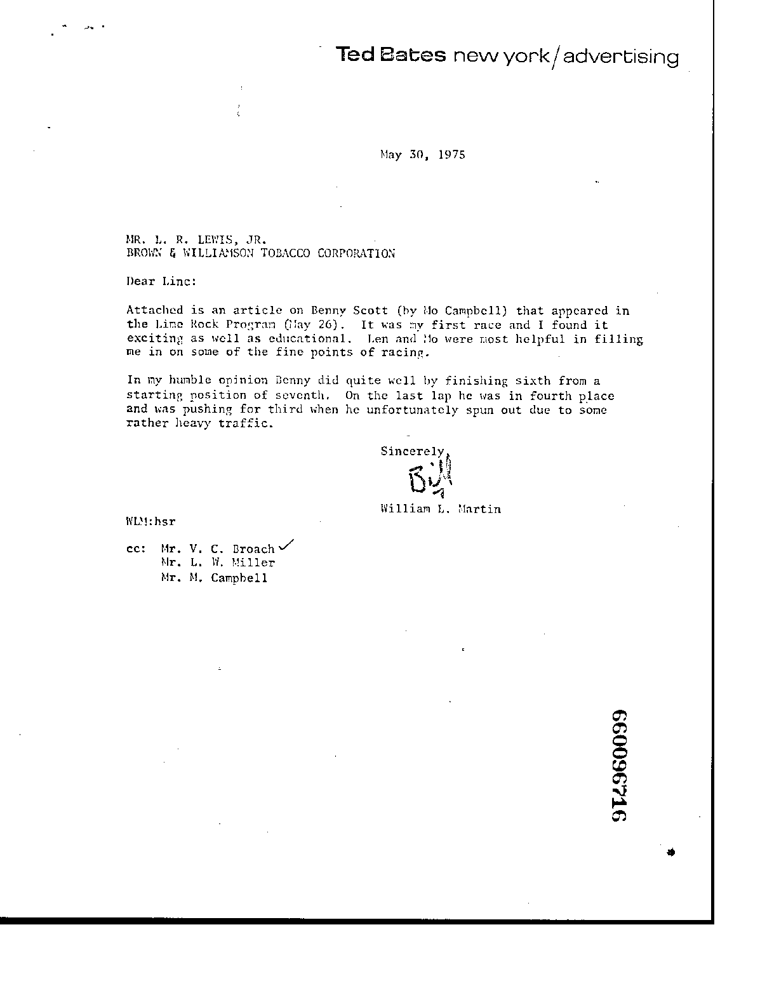 Ted Bates new york/advertising
May 30, 1975
MR. L. R. LEWIS, JR.
BROWN & WILLIAMSON TOBACCO CORPORATION
Dear Linc:
Attached is an article on Benny Scott (by Mo Campbell) that appeared in
the Lime Rock Program (May 26). It was my first race and I found it
exciting as well as educational. Len and Mo were most helpful in filling
me in on some of the fine points of racing.
In my humble opinion Benny did quite well by finishing sixth from a
starting position of seventh. On the last lap he was in fourth place
and was pushing for third when he unfortunately spun out due to some
rather heavy traffic.
Sincerely,
Bill
William L. Martin
WLM:hsr
cc: Mr. V. C. Broach ✓
Mr. L. W. Miller
Mr. M. Campbell
660096716